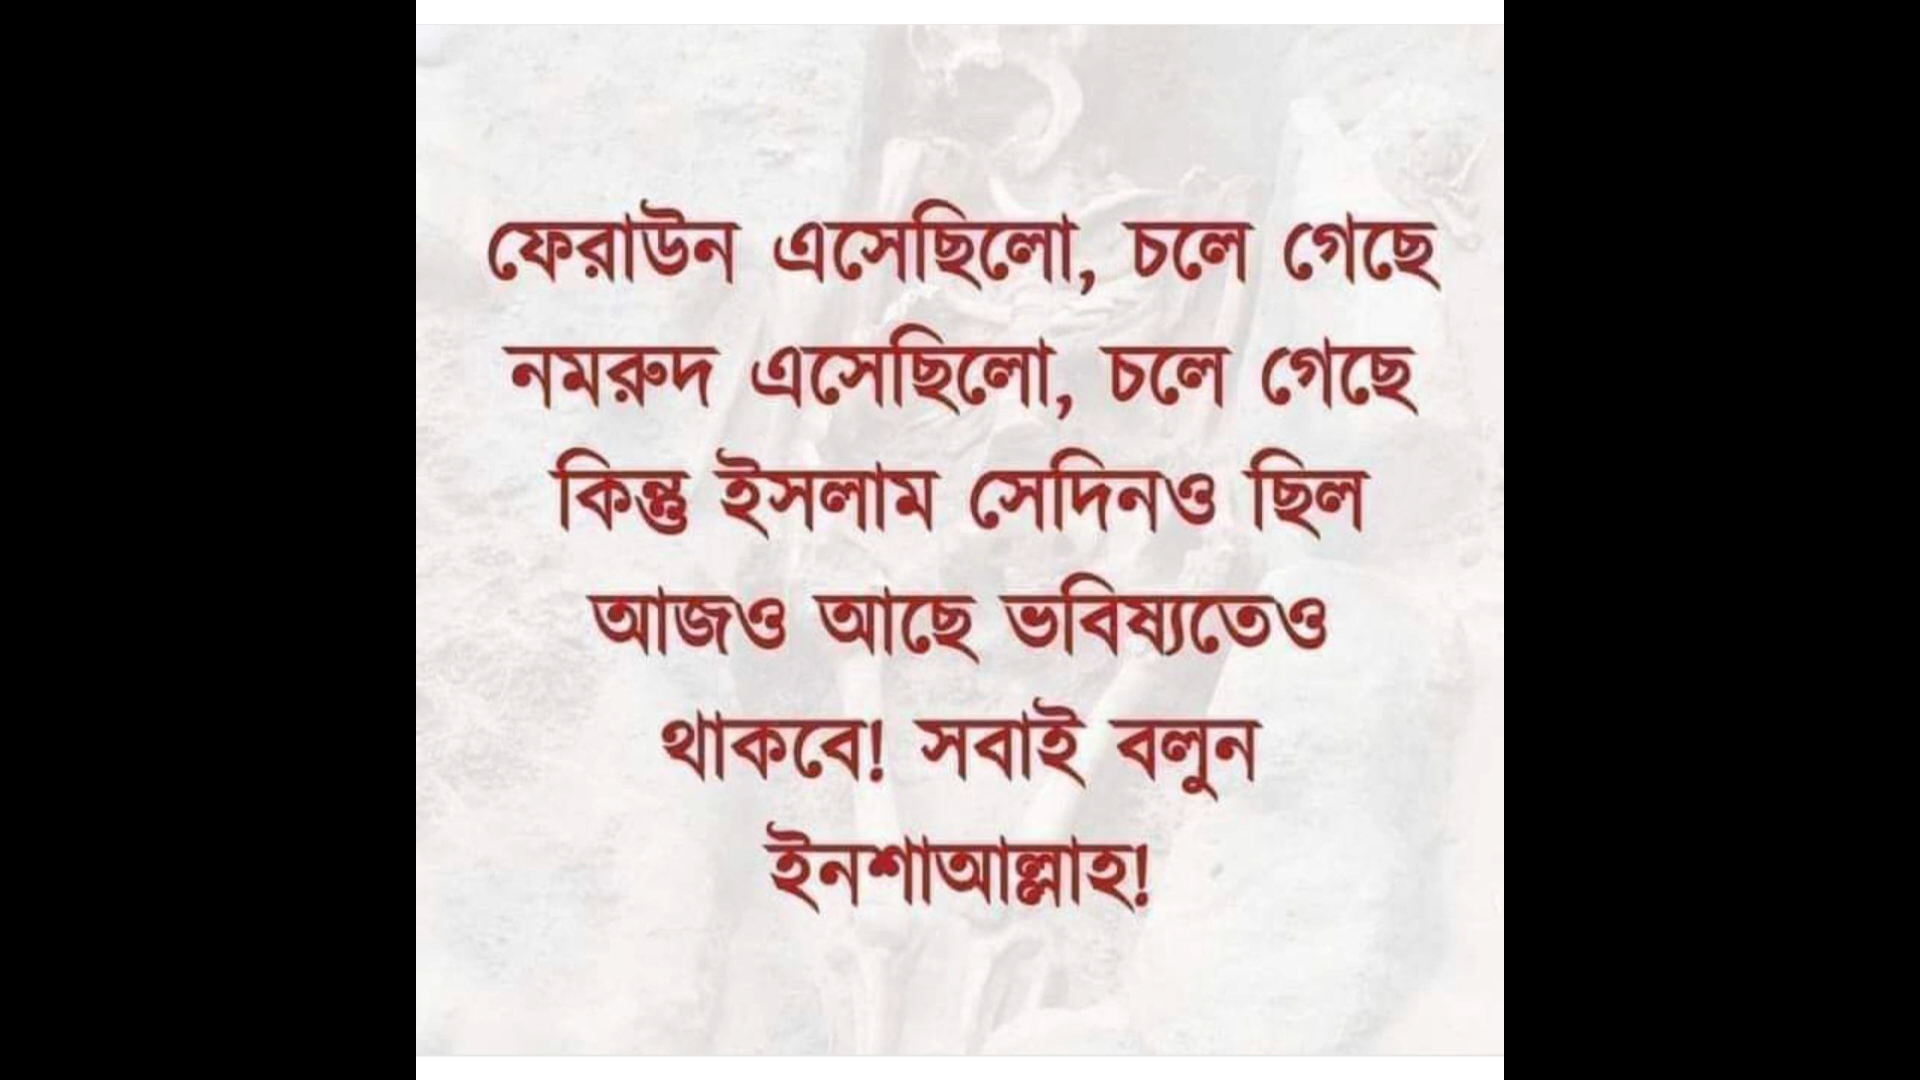 ফেরাউন এসেছিলো, চলে গেছে
নমরুদ এসেছিলো, চলে গেছে
কিন্তু ইসলাম সেদিনও ছিল
আজও আছে ভবিষ্যতেও
থাকবে! সবাই বলুন
ইনশাআল্লাহ!